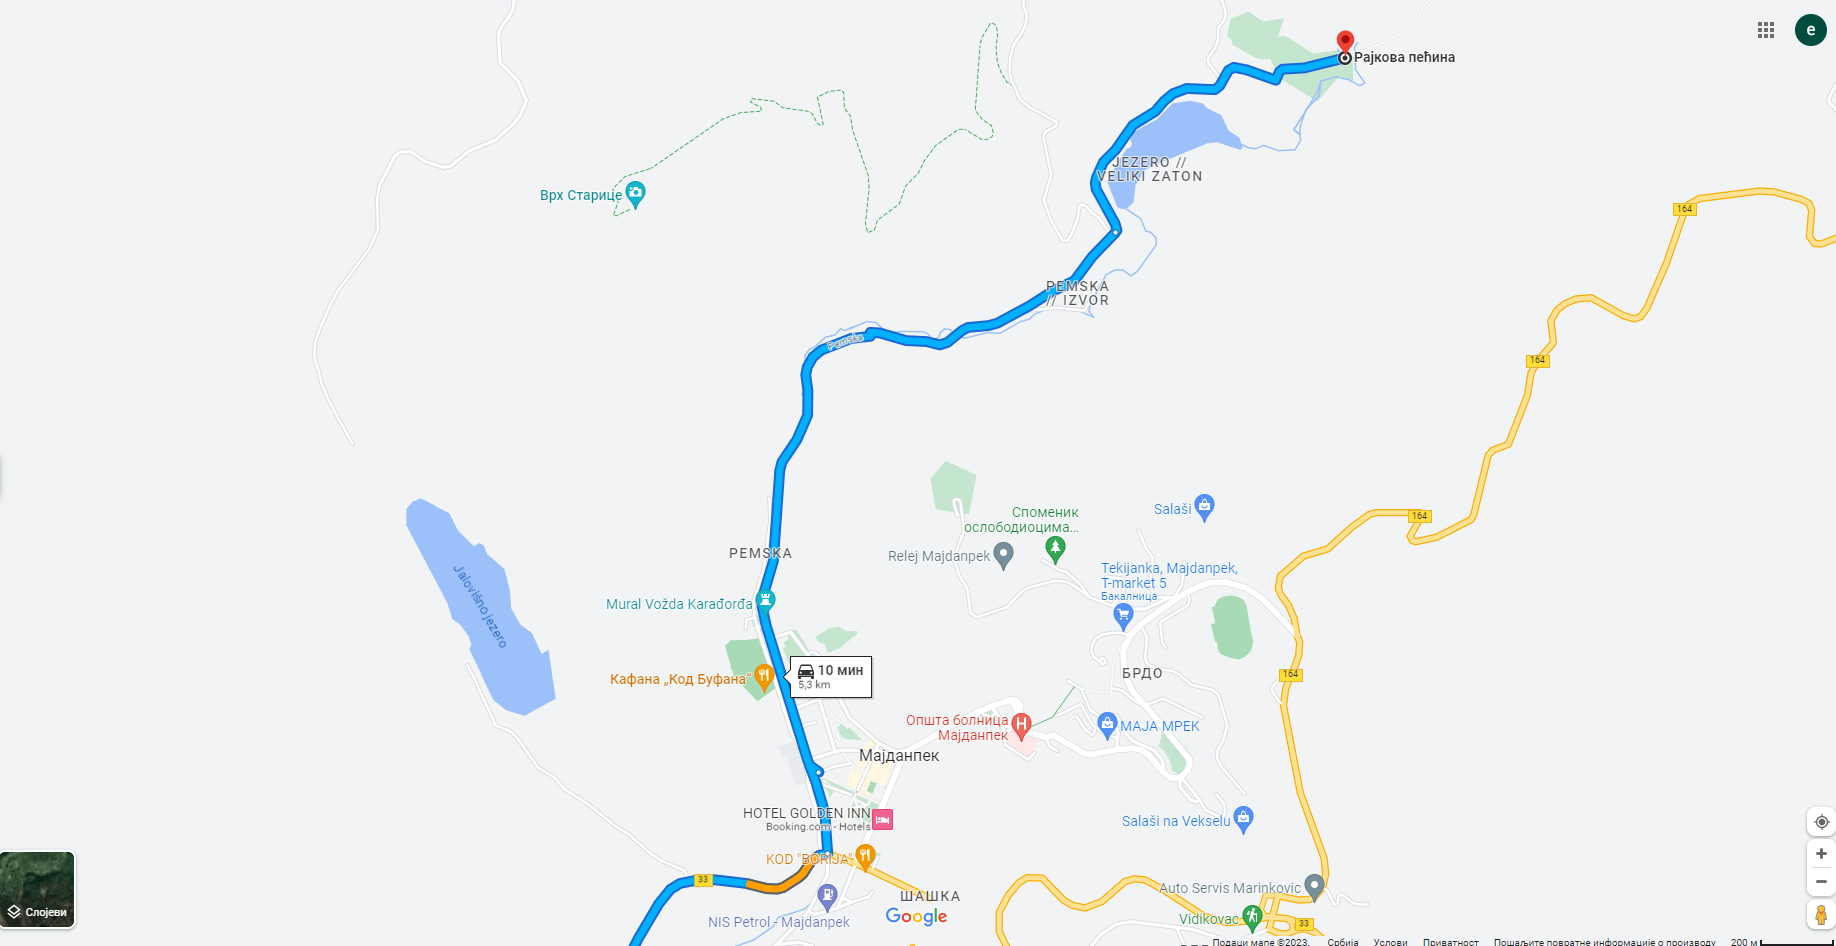 e
Рајкова пећина
JEZERO //
VELIKI ZATON
Врх Старице
164
PEMSKA
// IZVOR
Pemska
164
164
Споменик
ослободиоцима...
Salaši
Relej Majdanpek
PEMSKA
Tekijanka, Majdanpek,
T-market 5
Бакалница
Jalovišno jezero
Mural Vožda Karađorđa
10 мин
5,3 km
Кафана „Код Буфана“
БРДО
164
Општа болница
Мајданпек
MAJA MPEK
Мајданпек
HOTEL GOLDEN INN
Booking.com - Hotels
Salaši na Vekselu
KOD "BORIJA"
33
ШАШКА
Auto Servis Marinkovic
NIS Petrol - Majdanpek
Google
Vidikovac
33
Слојеви
Подаци мапе ©2023. Србија Услови Приватност Пошаљите повратне информације о производу 200 м